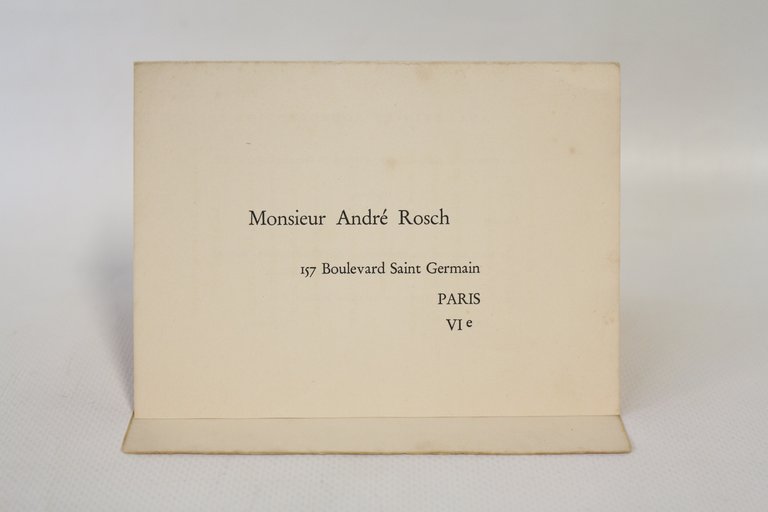 Monsieur André Rosch
157 Boulevard Saint Germain
PARIS
VIe